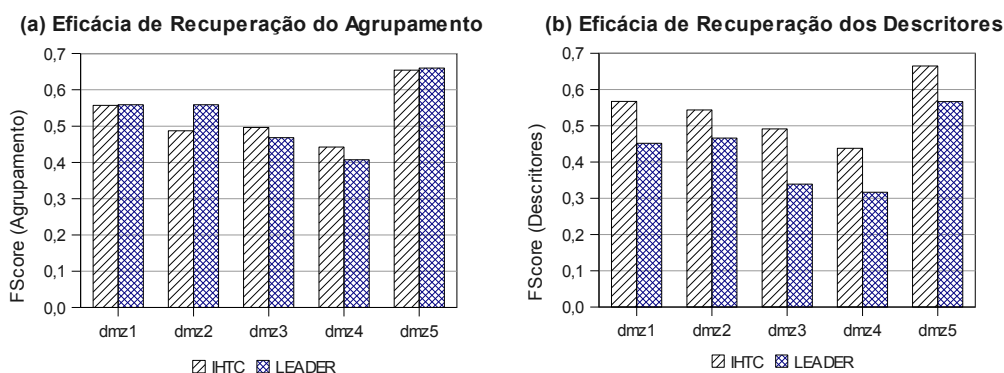 (a) Eficácia de Recuperação do Agrupamento
0,7
0,6
0,5
0,4
0,3
0,2
0,1
0,0
FScore (Agrupamento)
dmz1 dmz2 dmz3 dmz4 dmz5
IHTC LEADER
(b) Eficácia de Recuperação dos Descritores
0,7
0,6
0,5
0,4
0,3
0,2
0,1
0,0
FScore (Descritores )
dmz1 dmz2 dmz3 dmz4 dmz5
IHTC LEADER